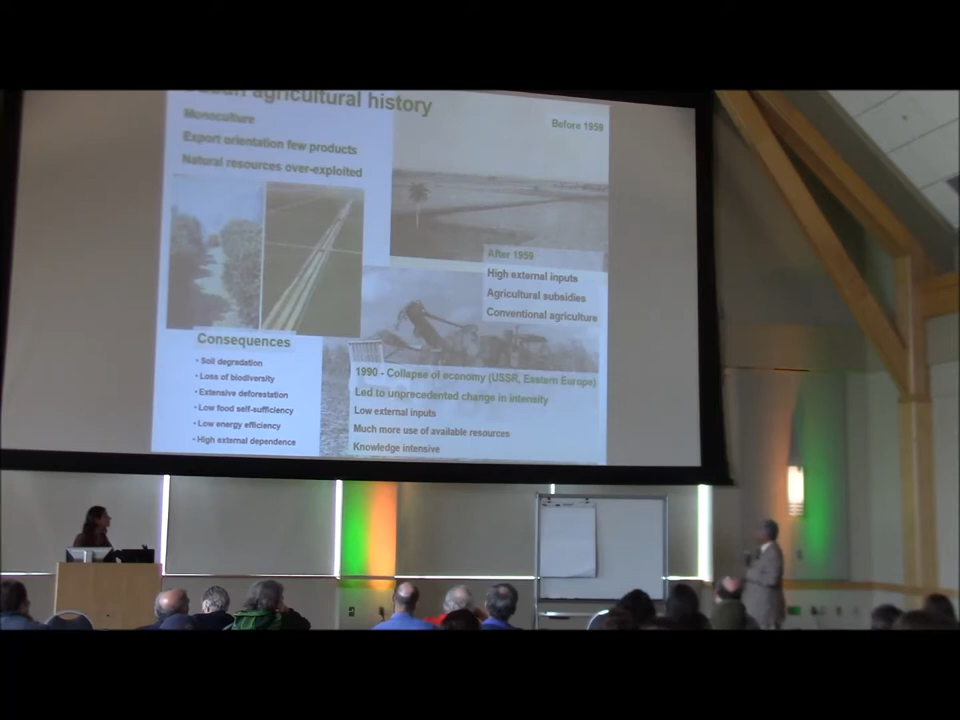 agricultural history
Before 1959
Monoculture
Export orientation few products
Natural resources over-exploited
After 1959
High external inputs
Agricultural subsidies
Conventional agriculture
Consequences
• Soil degradation
• Loss of biodiversity
• Extensive deforestation
• Low food self-sufficiency
• Low energy efficiency
• High external dependence
1990 - Collapse of economy (USSR, Eastern Europe)
Led to unprecedented change in intensity
Low external inputs
Much more use of available resources
Knowledge intensive